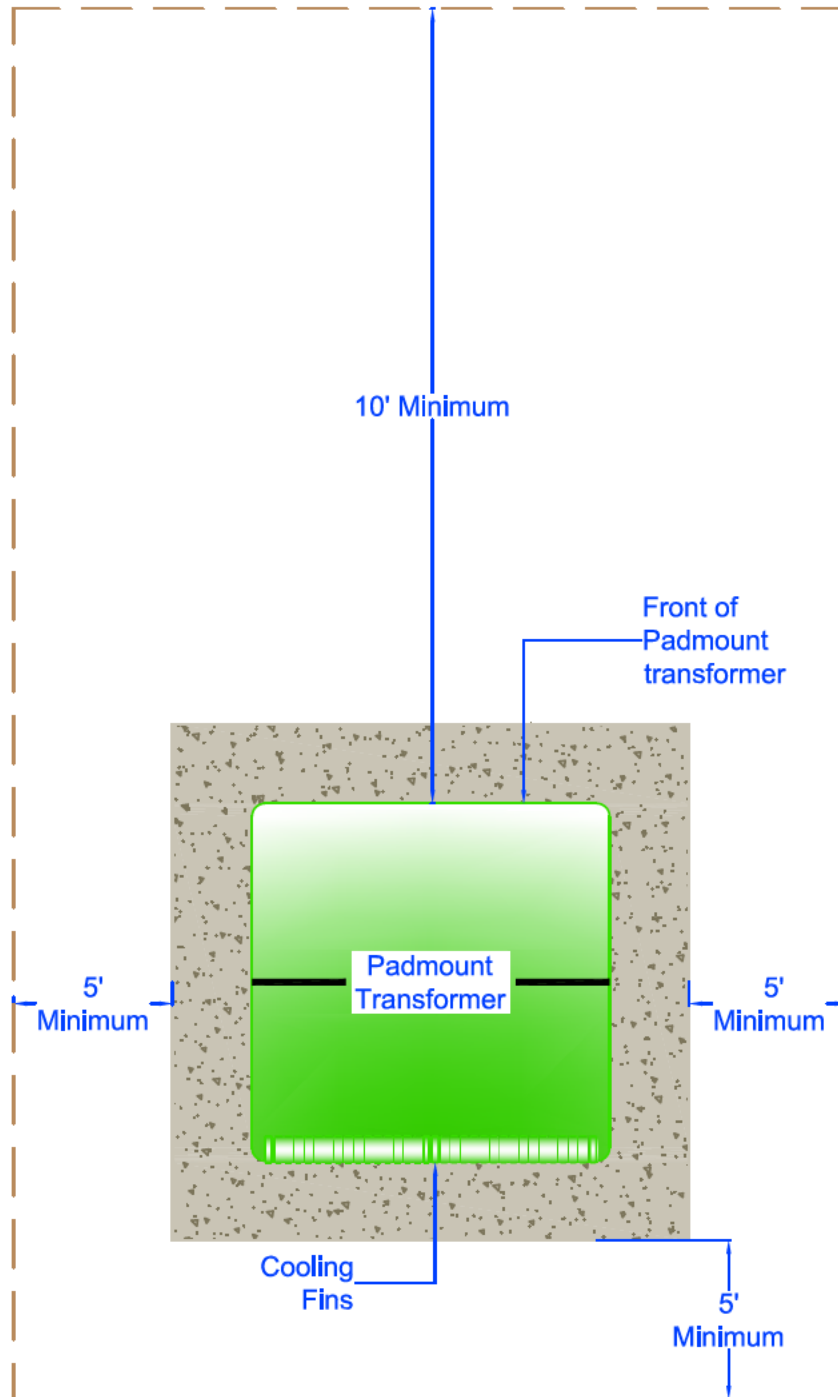 10' Minimum
Front of
Padmount
transformer
Padmount
Transformer
5'
Minimum
5'
Minimum
Cooling
Fins
5'
Minimum